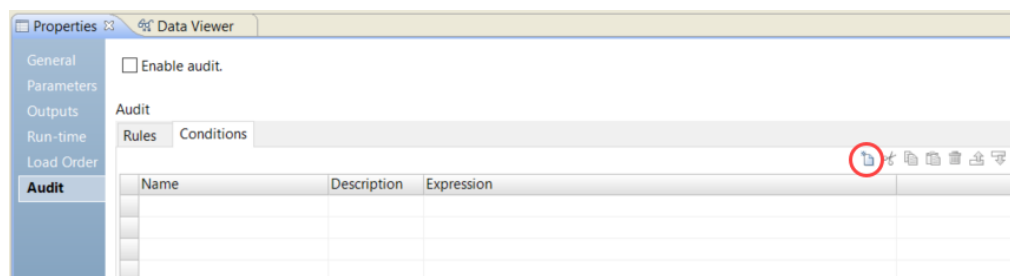 Properties Data Viewer
General
Enable audit.
Parameters
Outputs
Audit
Run-time
Rules Conditions
Load Order
Audit
Name Description Expression